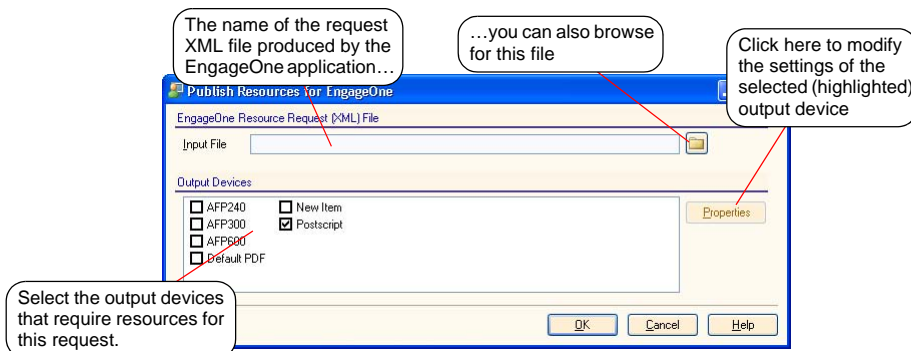 The name of the request
XML file produced by the
EngageOne application…
…you can also browse
for this file
Click here to modify
the settings of the
selected (highlighted)
output device
Publish Resources for EngageOne
EngageOne Resource Request (XML) File
Input File
Output Devices
AFP240
New Item
AFP300
Postscript
AFP600
Default PDF
Properties
Select the output devices
that require resources for
this request.
OK
Cancel
Help